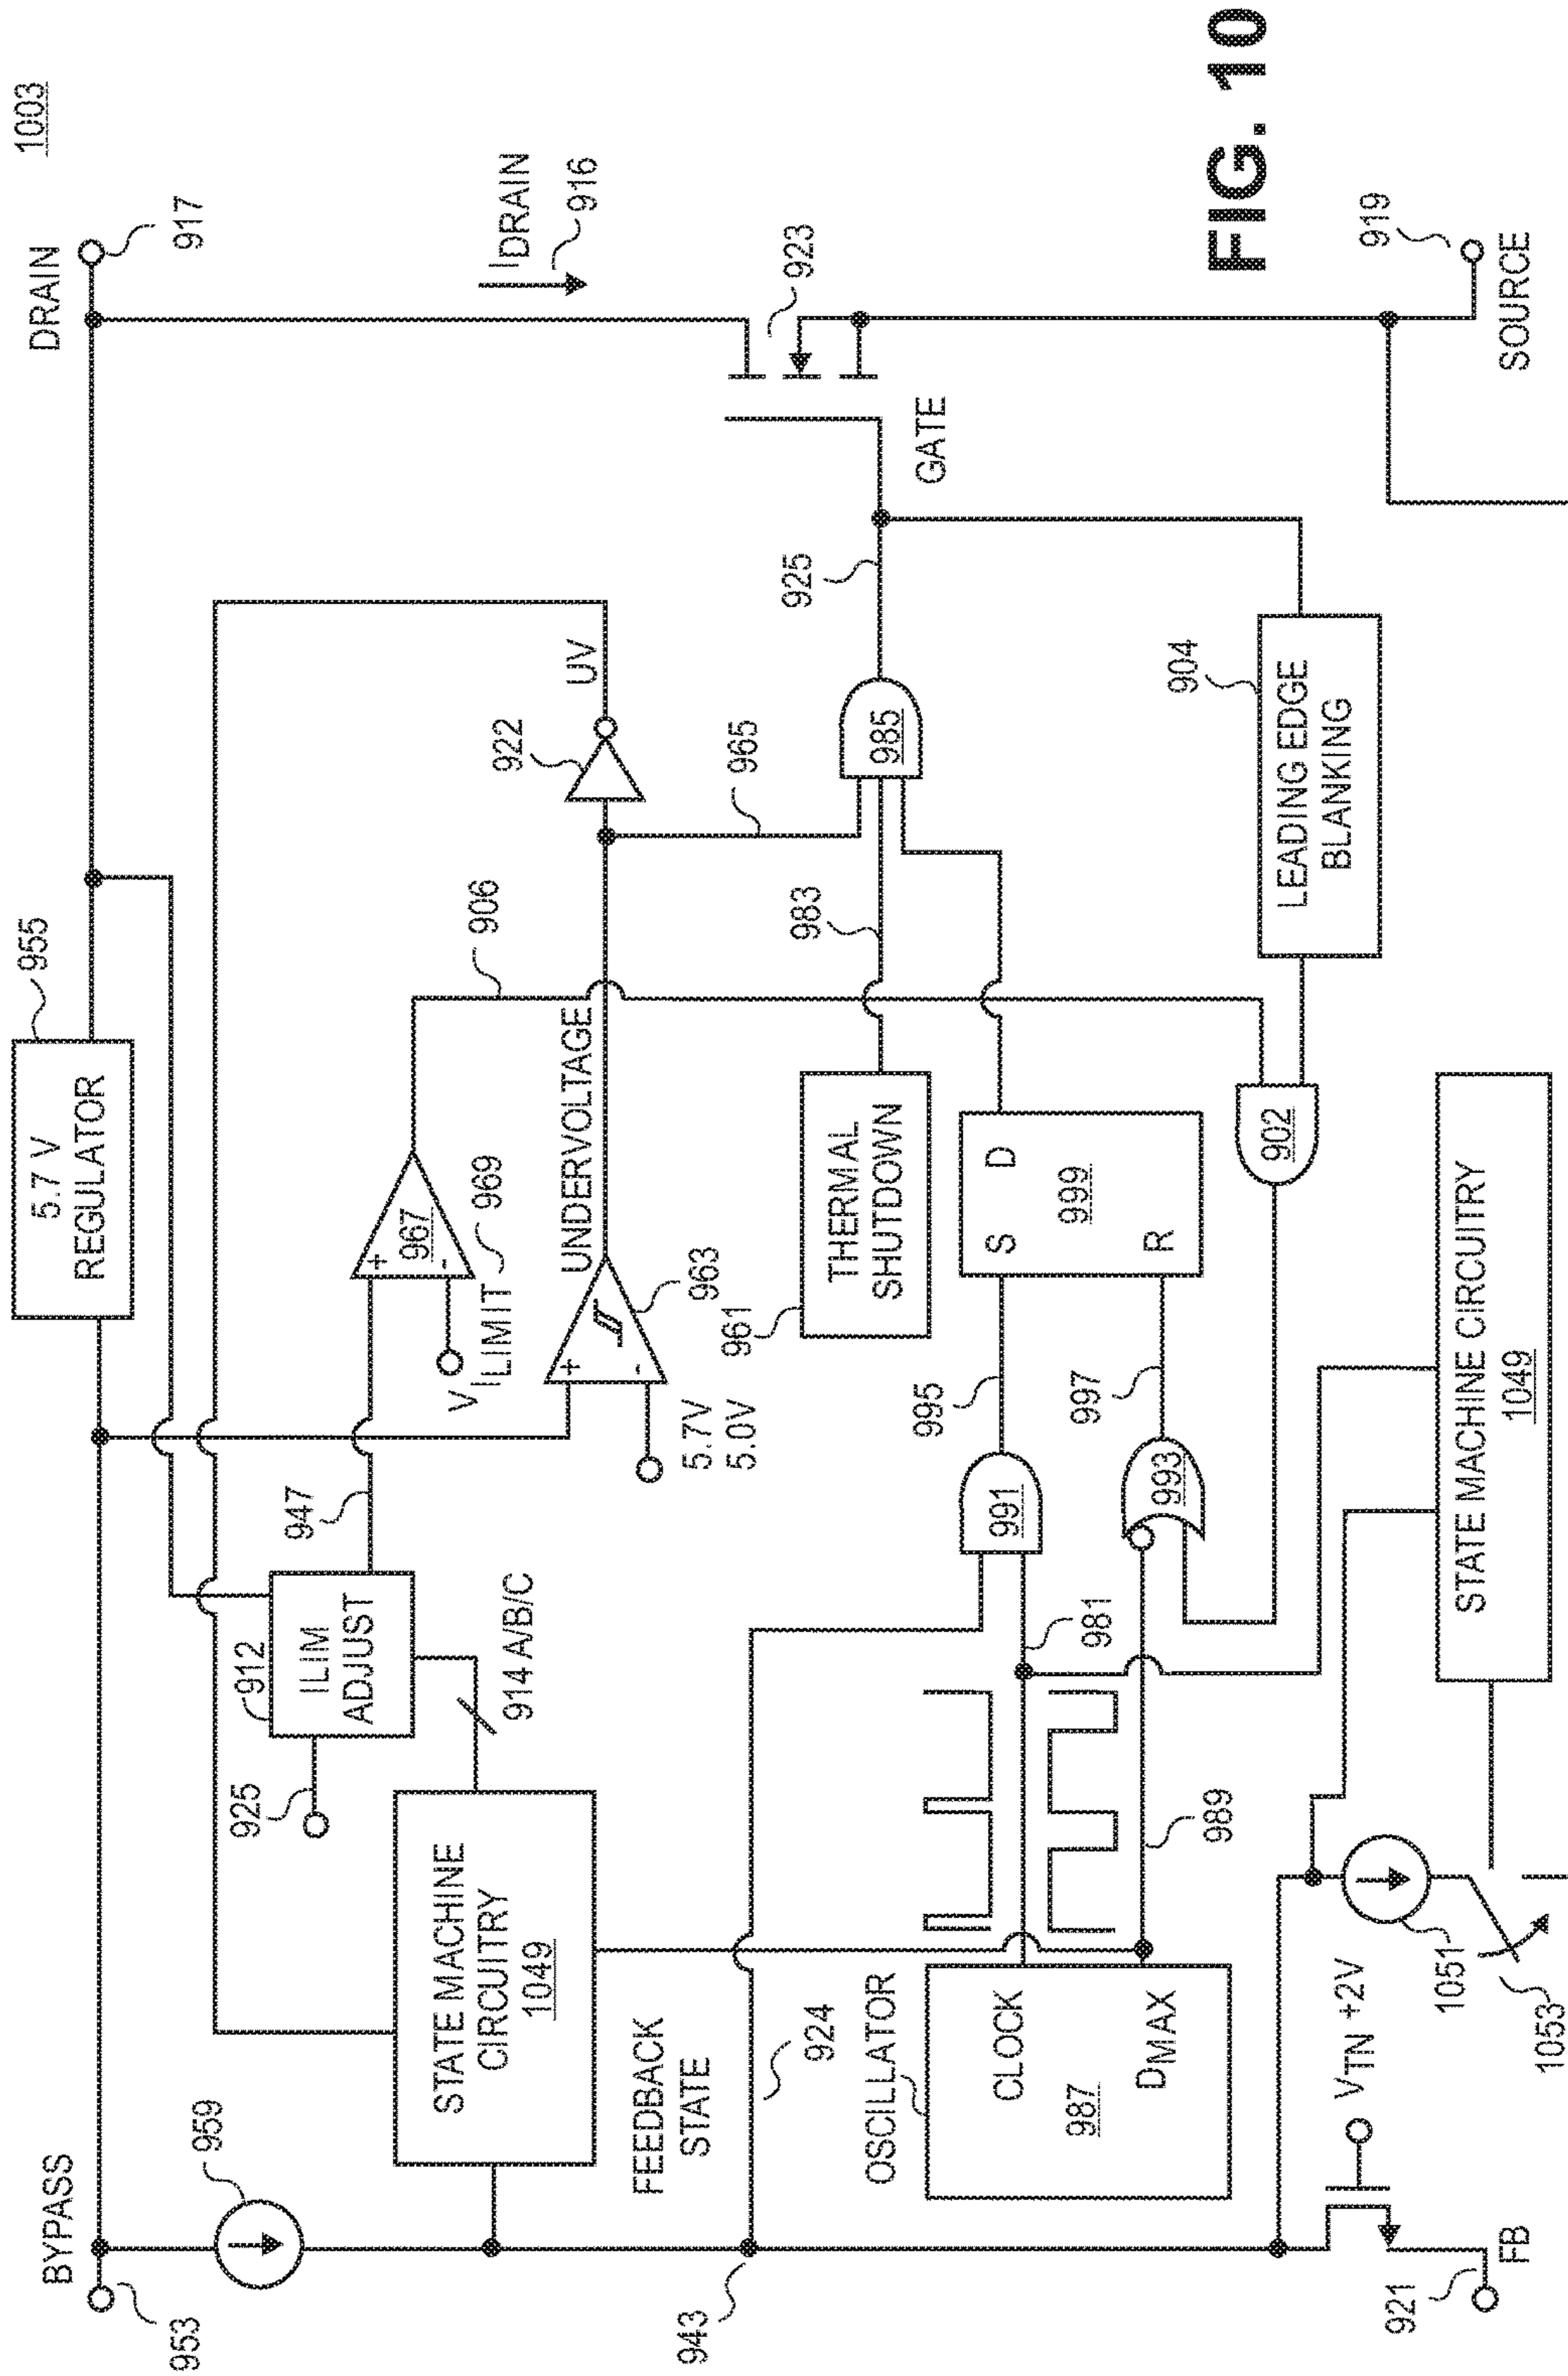 1003
BYPASS
953
959
5.7 V
REGULATOR
955
DRAIN
917
IDRAIN
916
912
ILIM
ADJUST
925
947
914 A/B/C
STATE MACHINE
CIRCUITRY
1049
+
967
-
VILIMIT
969
906
UNDERVOLTAGE
+
-
963
5.7V
5.0V
922
UV
965
923
GATE
925
985
983
THERMAL
SHUTDOWN
961
FEEDBACK
STATE
924
943
OSCILLATOR
CLOCK
987
DMAX
981
989
991
995
993
997
S
D
999
R
902
904
LEADING EDGE
BLANKING
STATE MACHINE CIRCUITRY
1049
1051
1053
VTN +2V
921
FB
919
SOURCE
FIG. 10